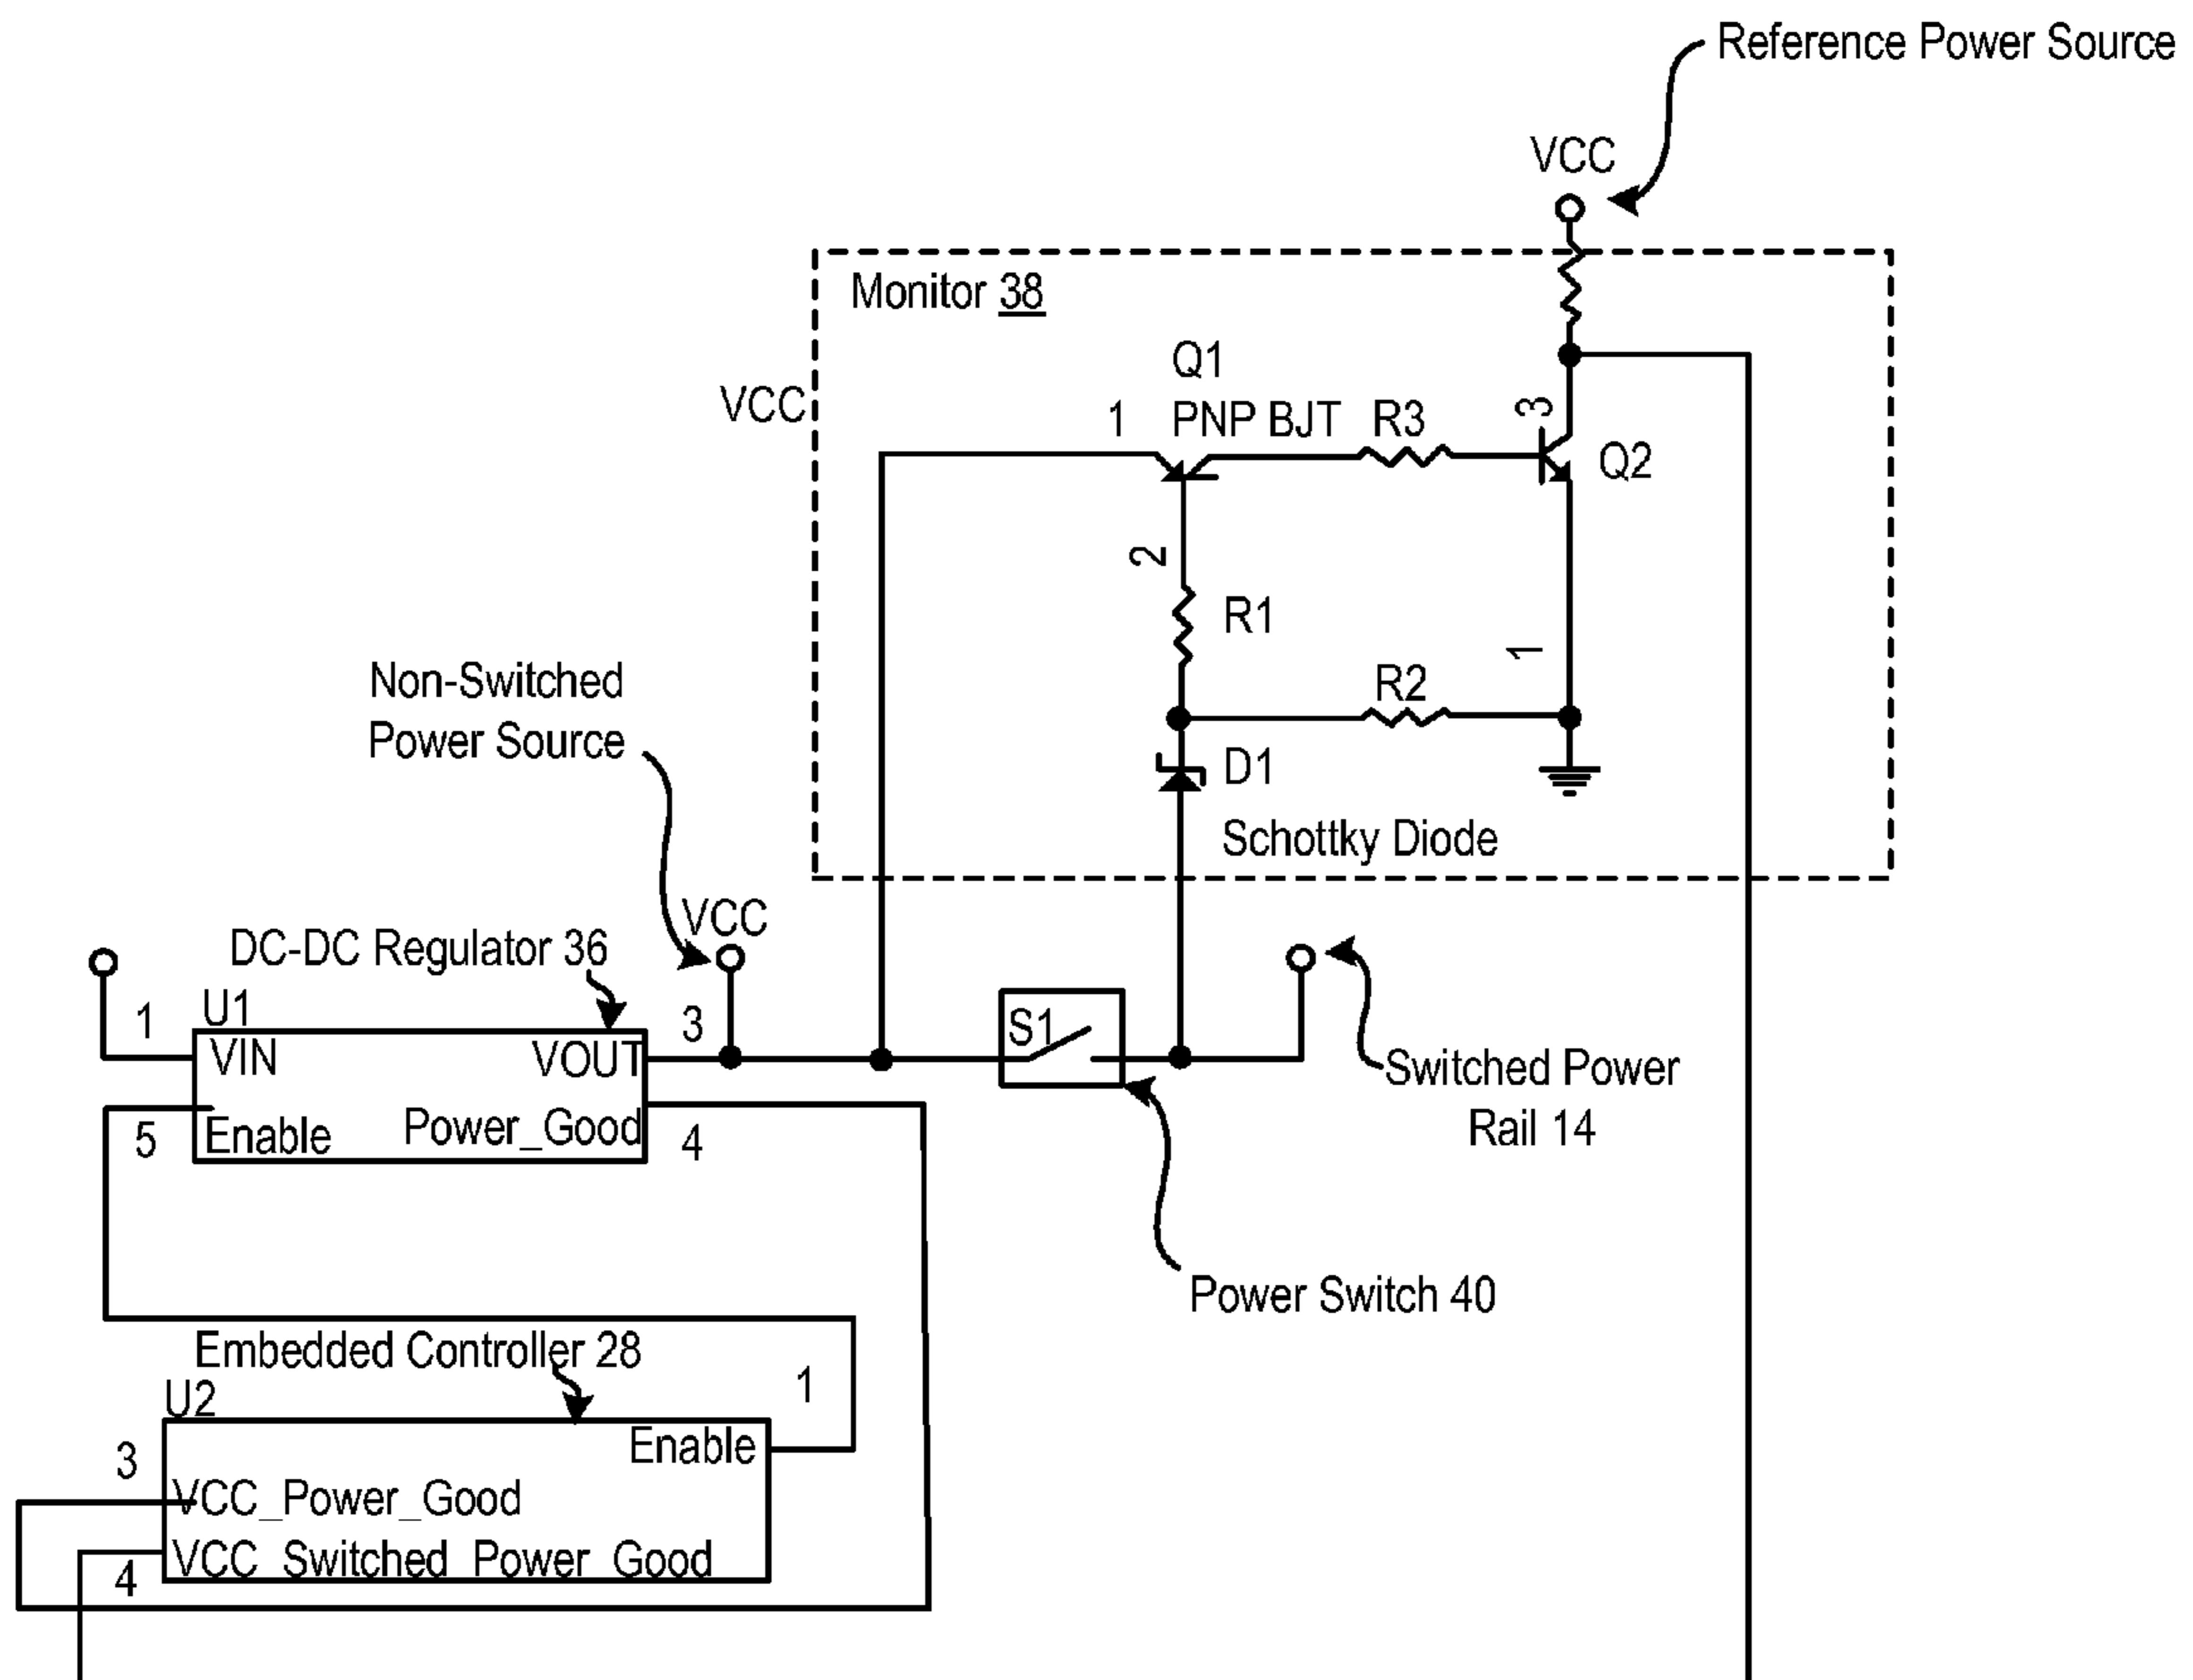 Reference Power Source
VCC
Monitor 38
Q1
VCC
1
PNP BJT
R3
3
Q2
2
R1
1
R2
Non-Switched
Power Source
D1
Schottky Diode
VCC
DC-DC Regulator 36
1
U1
3
S1
VIN
VOUT
Switched Power
Rail 14
5
Enable
Power_Good
4
Power Switch 40
Embedded Controller 28
1
U2
Enable
3
VCC_Power_Good
VCC_Switched_Power_Good
4